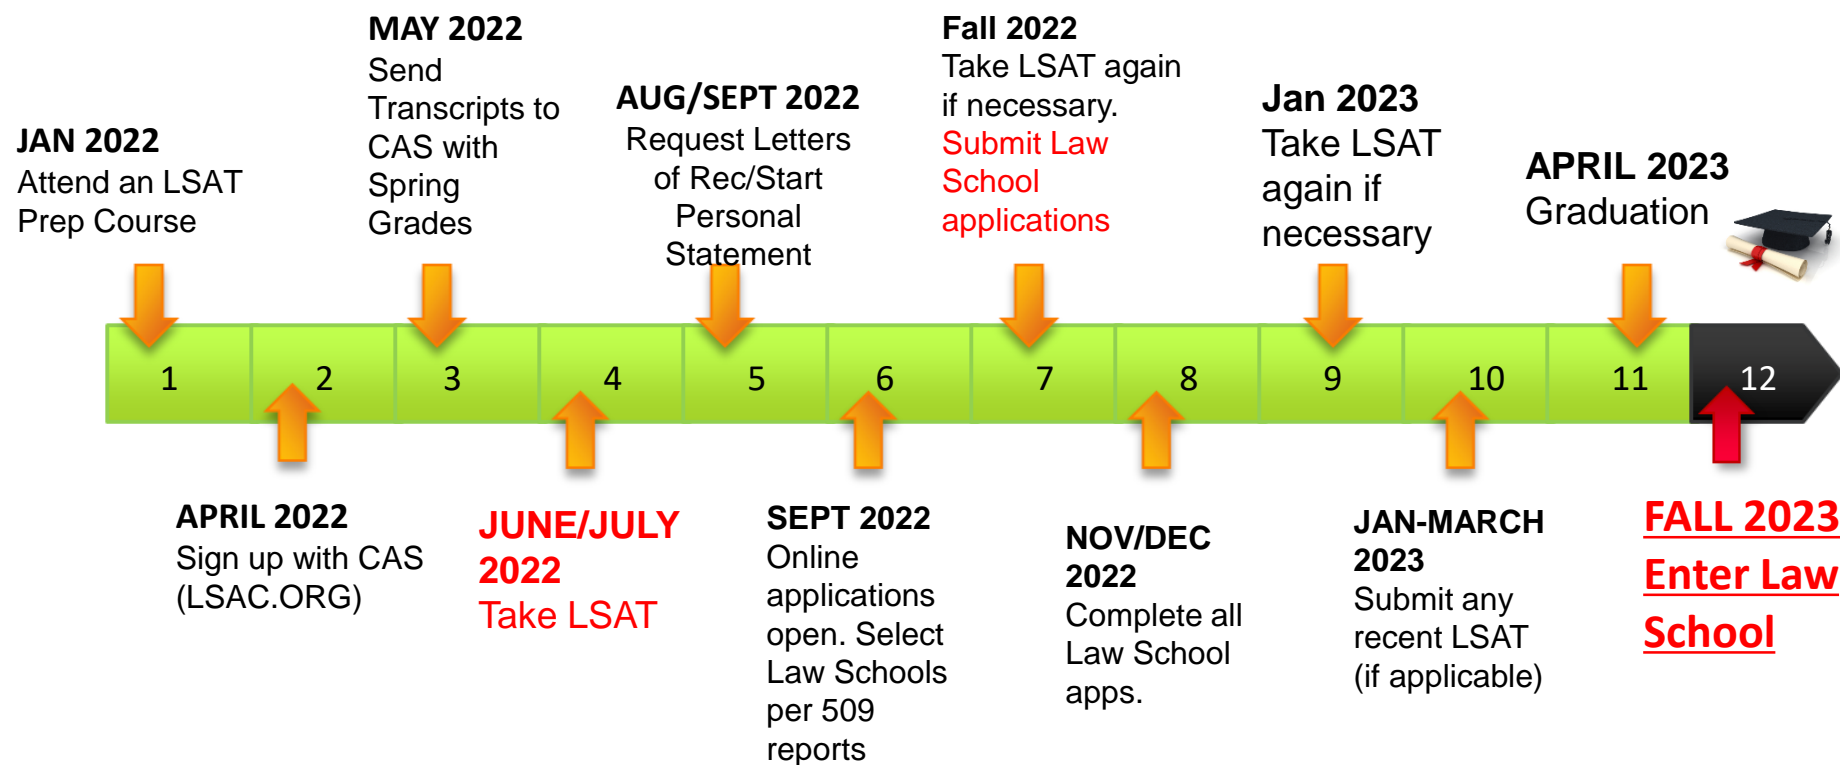 JAN 2022
Attend an LSAT
Prep Course
MAY 2022
Send
Transcripts to
CAS with
Spring
Grades
AUG/SEPT 2022
Request Letters
of Rec/Start
Personal
Statement
Fall 2022
Take LSAT again
if necessary.
Submit Law
School
applications
Jan 2023
Take LSAT
again if
necessary
APRIL 2023
Graduation
1
2
3
4
5
6
7
8
9
10
11
12
APRIL 2022
Sign up with CAS
(LSAC.ORG)
JUNE/JULY
2022
Take LSAT
SEPT 2022
Online
applications
open. Select
Law Schools
per 509
reports
NOV/DEC
2022
Complete all
Law School
apps.
JAN-MARCH
2023
Submit any
recent LSAT
(if applicable)
FALL 2023
Enter Law
School